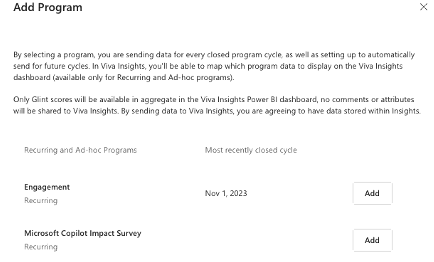 Add Program
By selecting a program, you are sending data for every closed program cycle, as well as setting up to automatically
send for future cycles. In Viva Insights, you'll be able to map which program data to display on the Viva Insights
dashboard (available only for Recurring and Ad-hoc programs).
Only Glint scores will be available in aggregate in the Viva Insights Power BI dashboard, no comments or attributes
will be shared to Viva Insights. By sending data to Viva Insights, you are agreeing to have data stored within Insights.
Recurring and Ad-hoc Programs Most recently closed cycle
Engagement
Recurring
Nov 1, 2023
Add
Microsoft Copilot Impact Survey
Recurring
Add